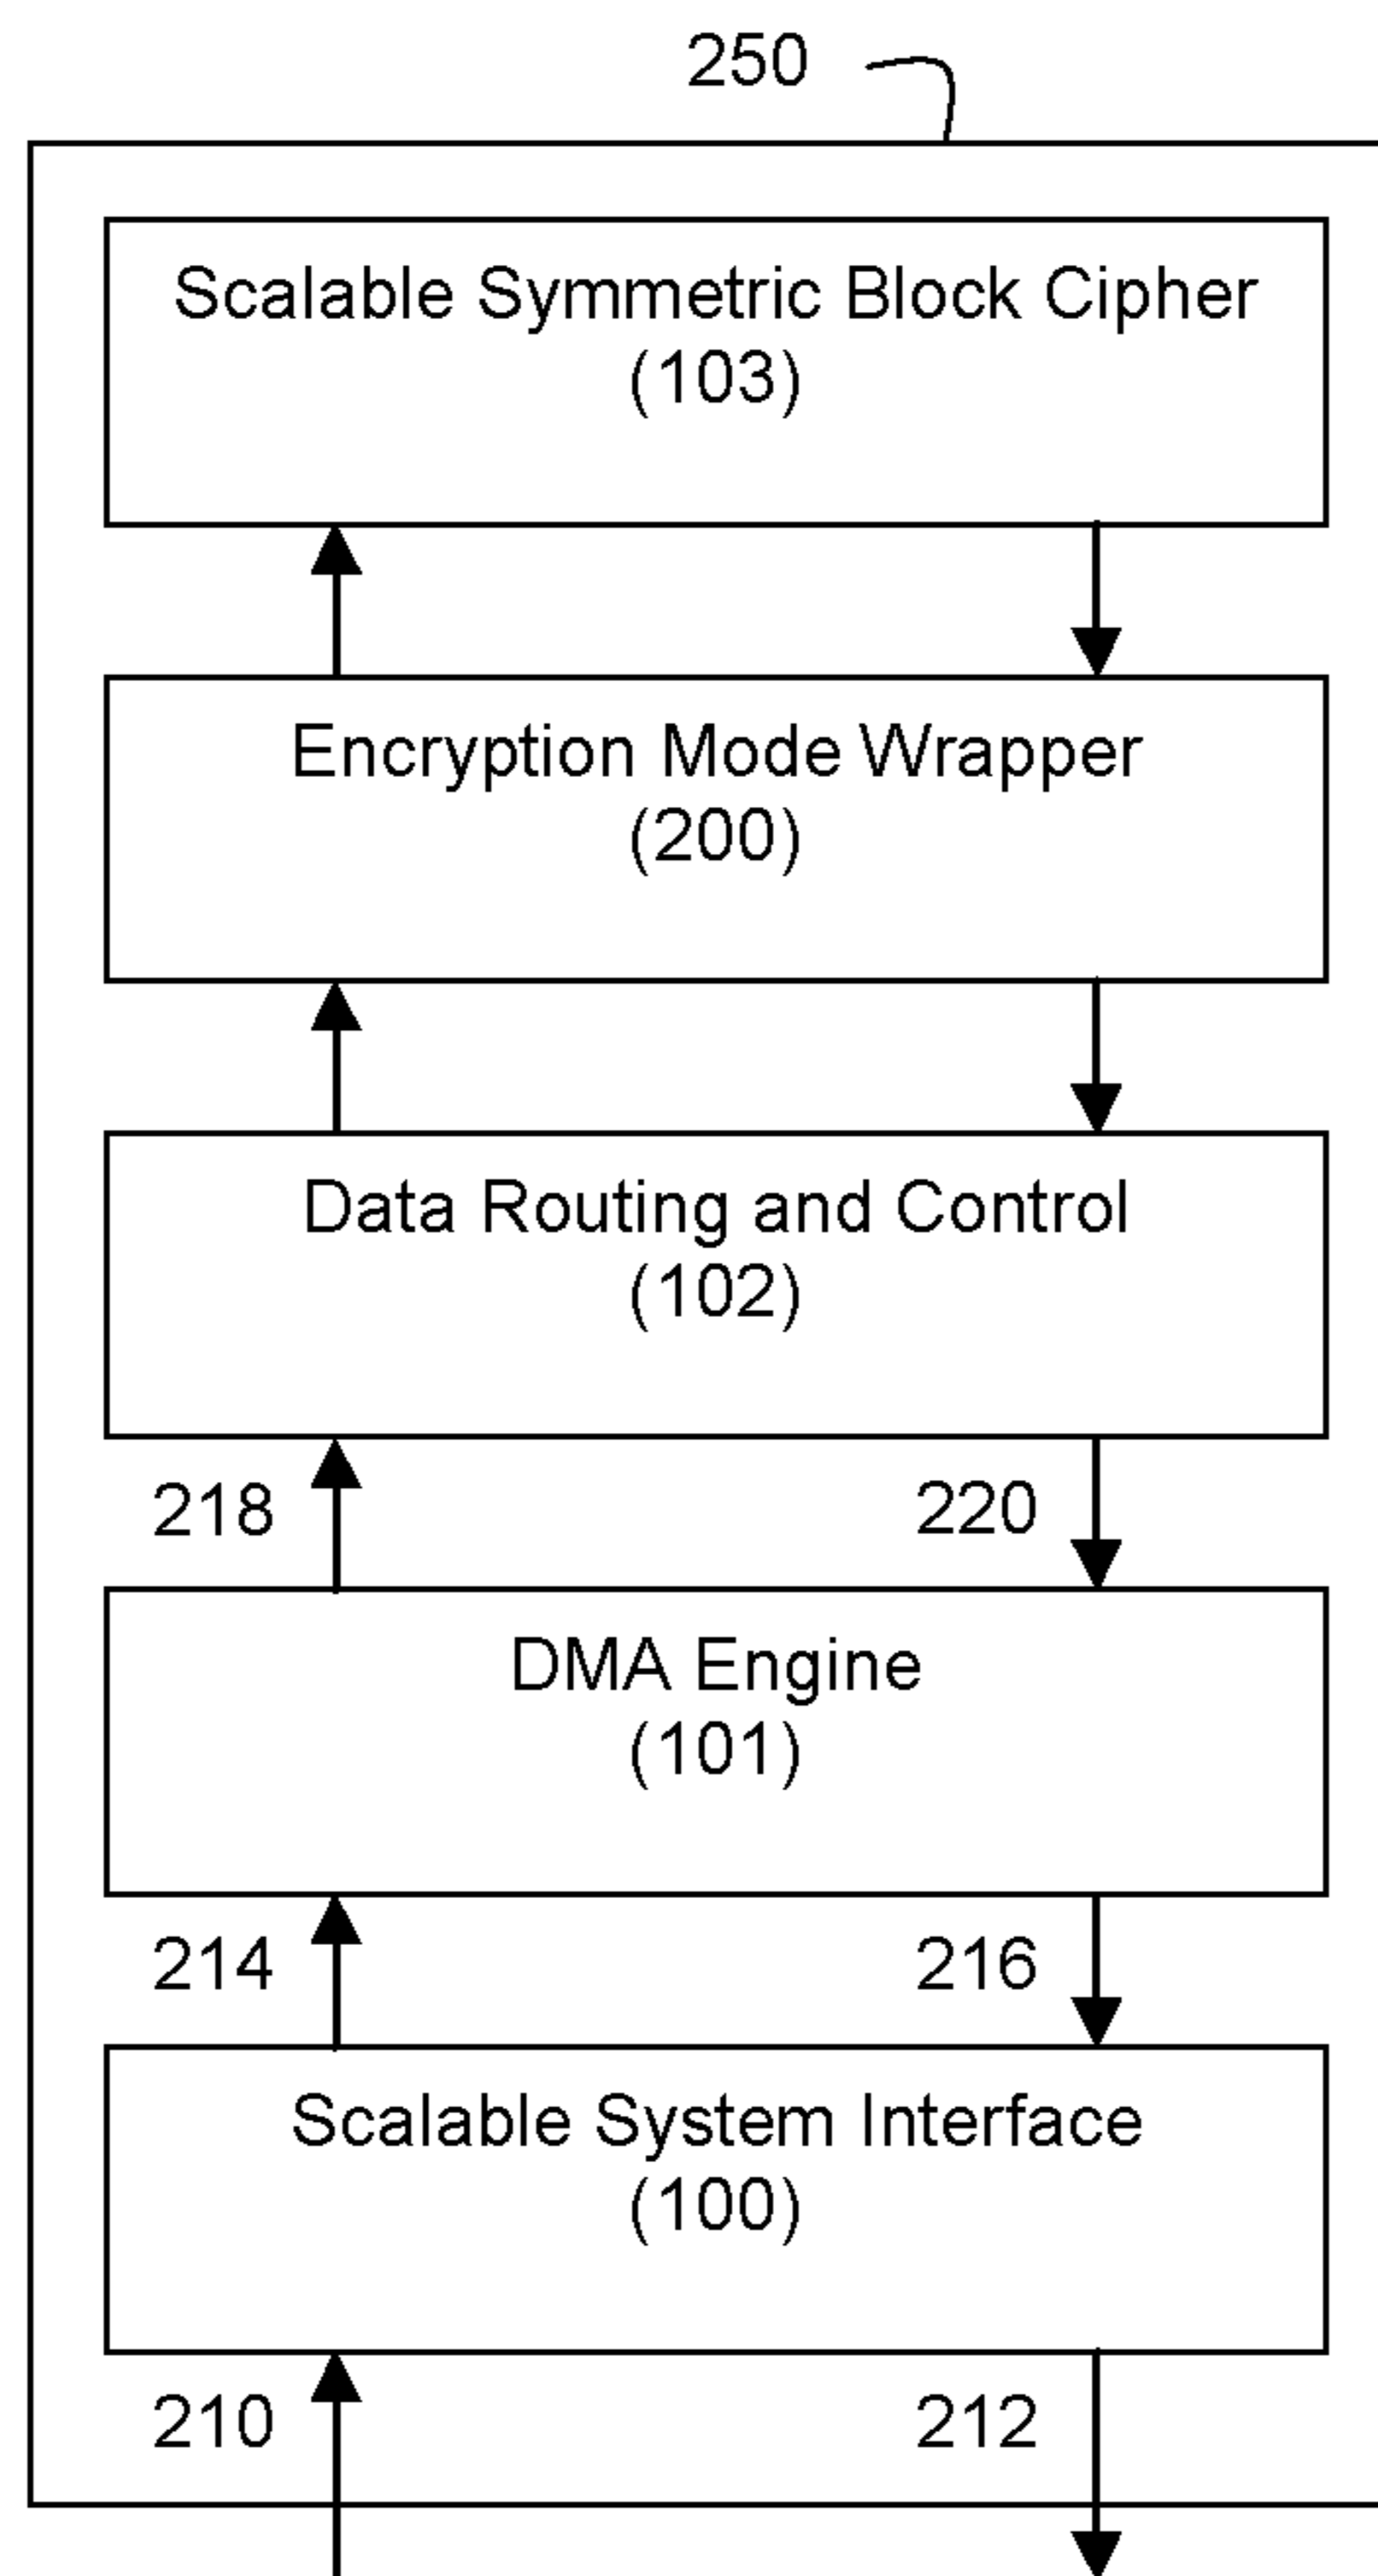 250
Scalable Symmetric Block Cipher
(103)
Encryption Mode Wrapper
(200)
Data Routing and Control
(102)
218
220
DMA Engine
(101)
214
216
Scalable System Interface
(100)
210
212